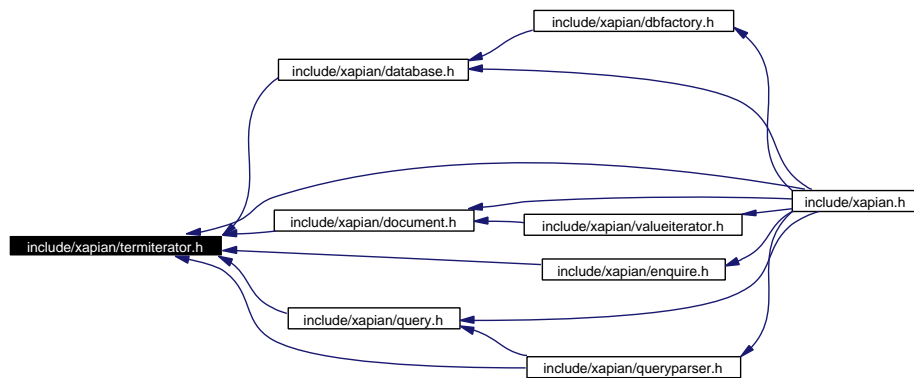 include/xapian/dbfactory.h
include/xapian/database.h
include/xapian.h
include/xapian/document.h
include/xapian/valueiterator.h
include/xapian/termiterator.h
include/xapian/enquire.h
include/xapian/query.h
include/xapian/queryparser.h